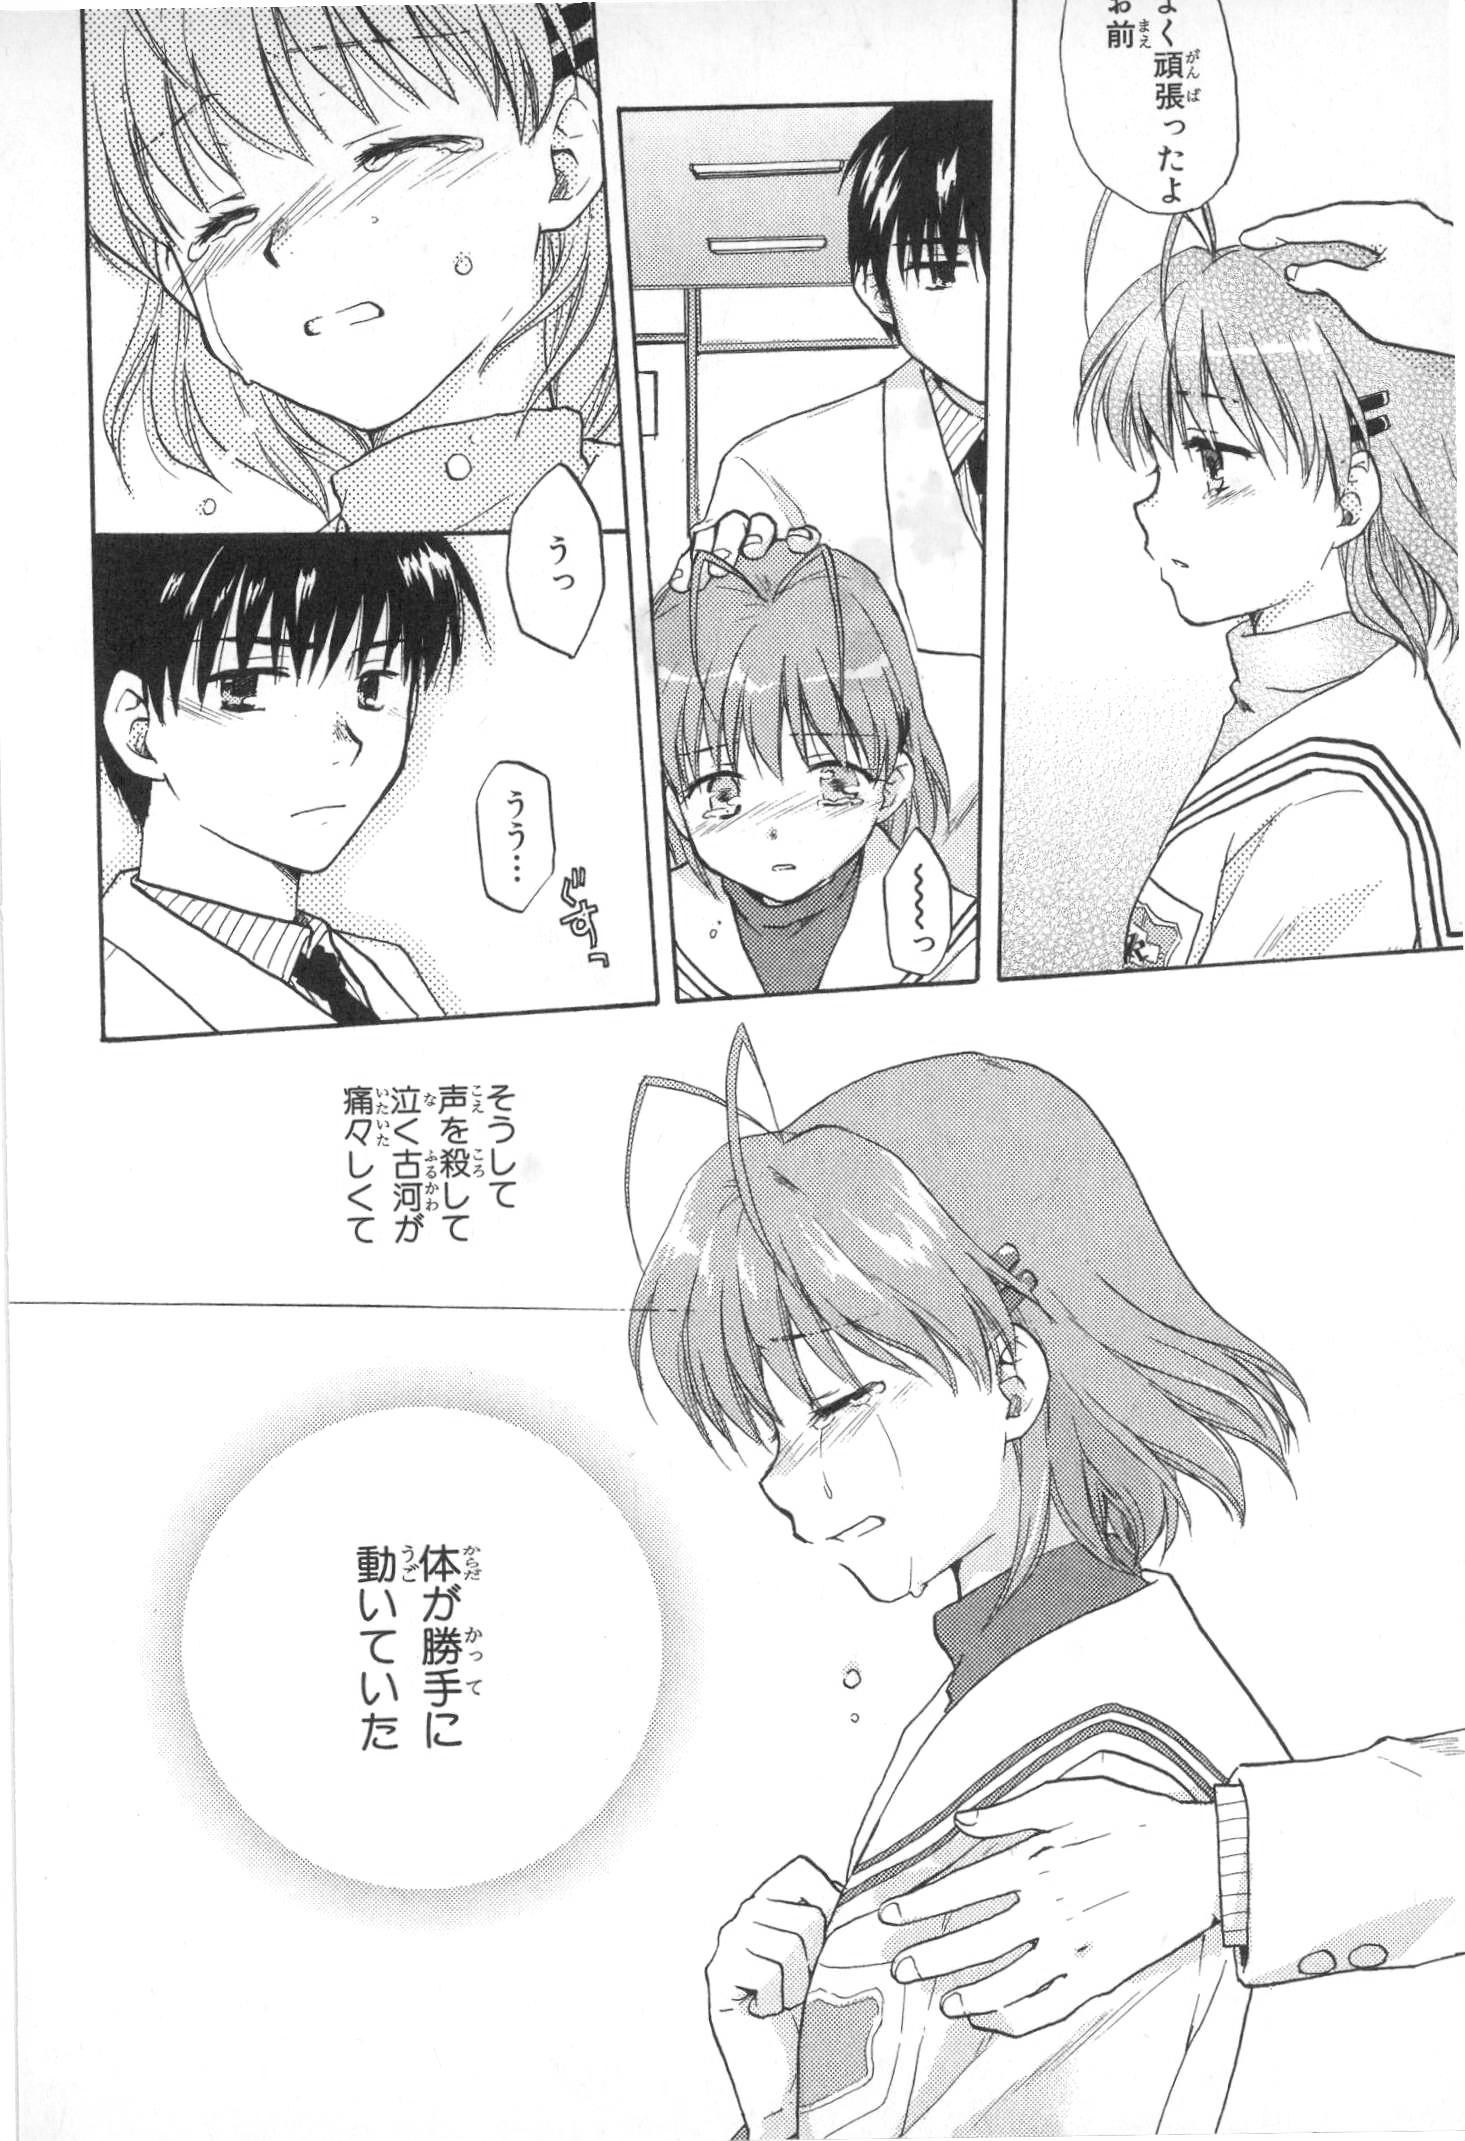 よく頑張ったよ
お前
～～～っ
うっ
うう…
ぐすっ
そうして
声を殺して
泣く古河が
痛々しくて
体が勝手に
動いていた